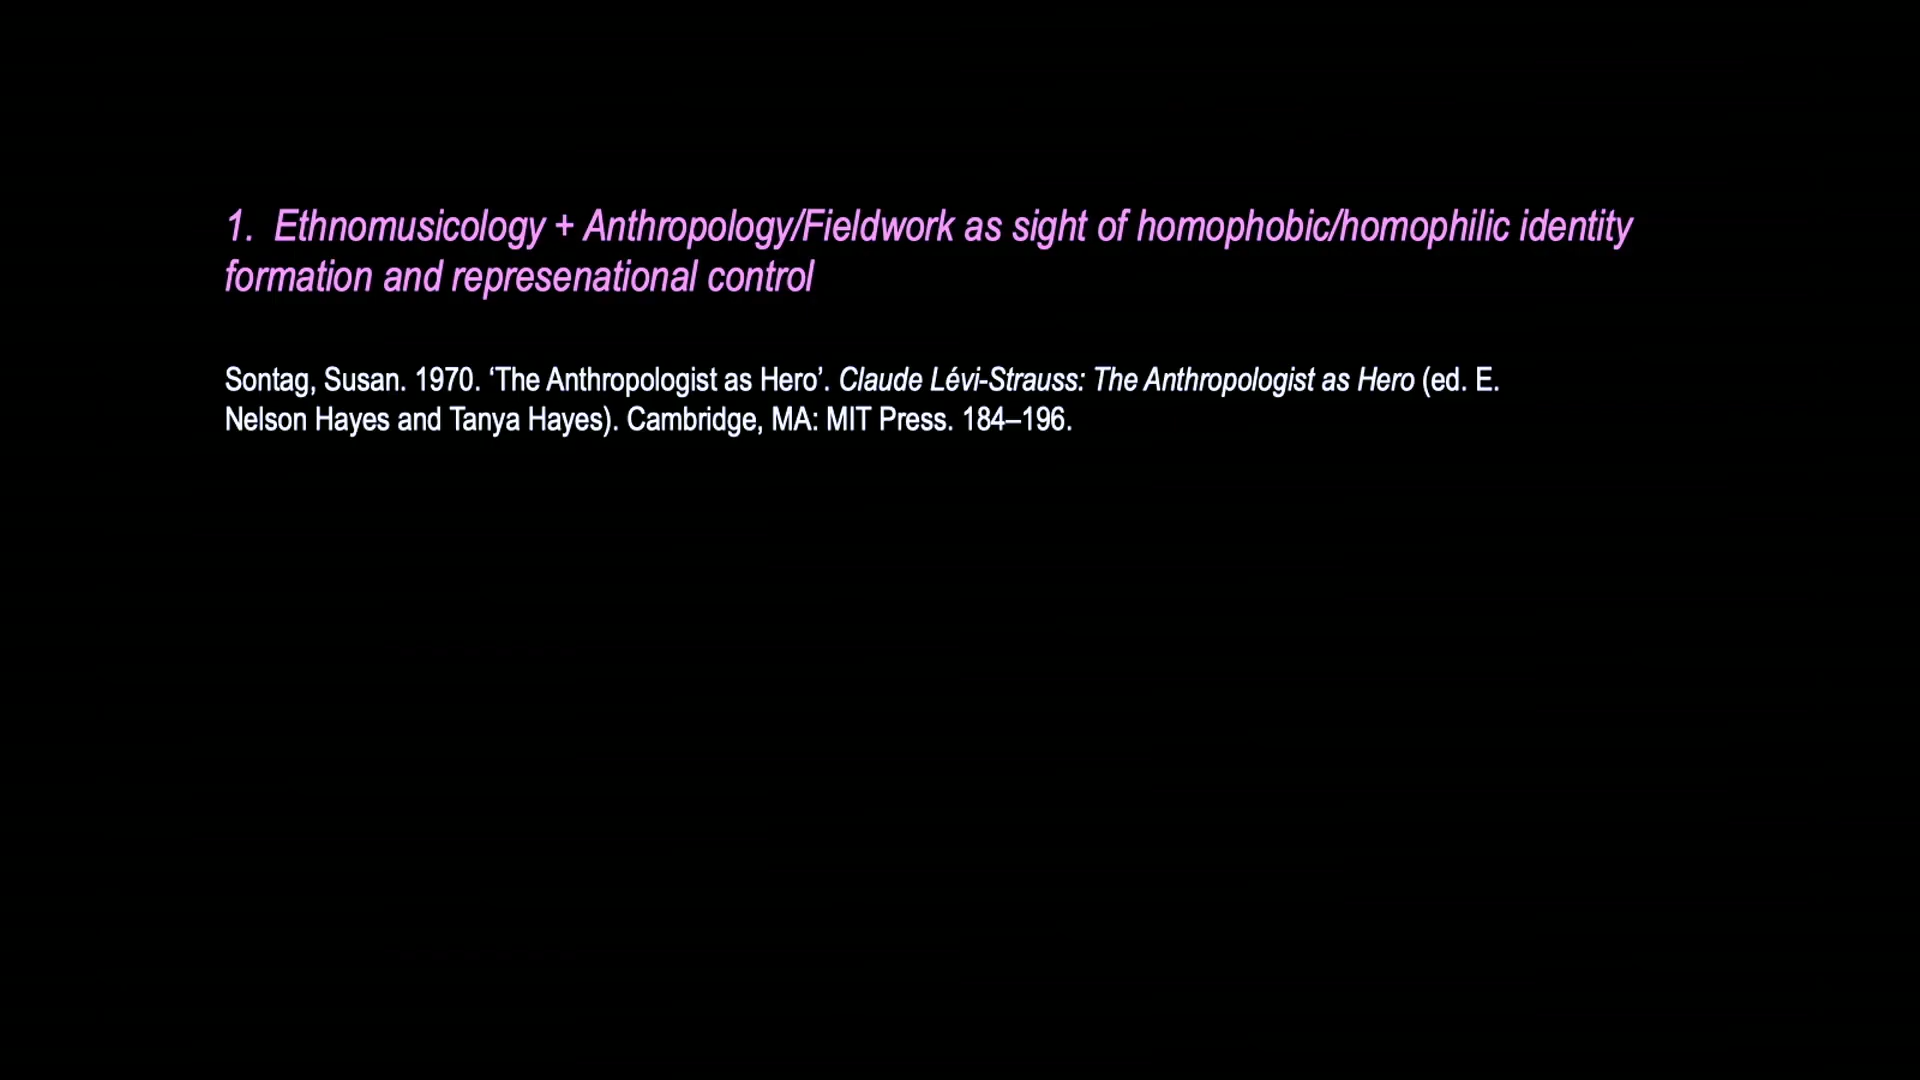 1. Ethnomusicology + Anthropology/Fieldwork as sight of homophobic/homophilic identity
formation and represenational control
Sontag, Susan. 1970. ‘The Anthropologist as Hero’. Claude Lévi-Strauss: The Anthropologist as Hero (ed. E.
Nelson Hayes and Tanya Hayes). Cambridge, MA: MIT Press. 184–196.